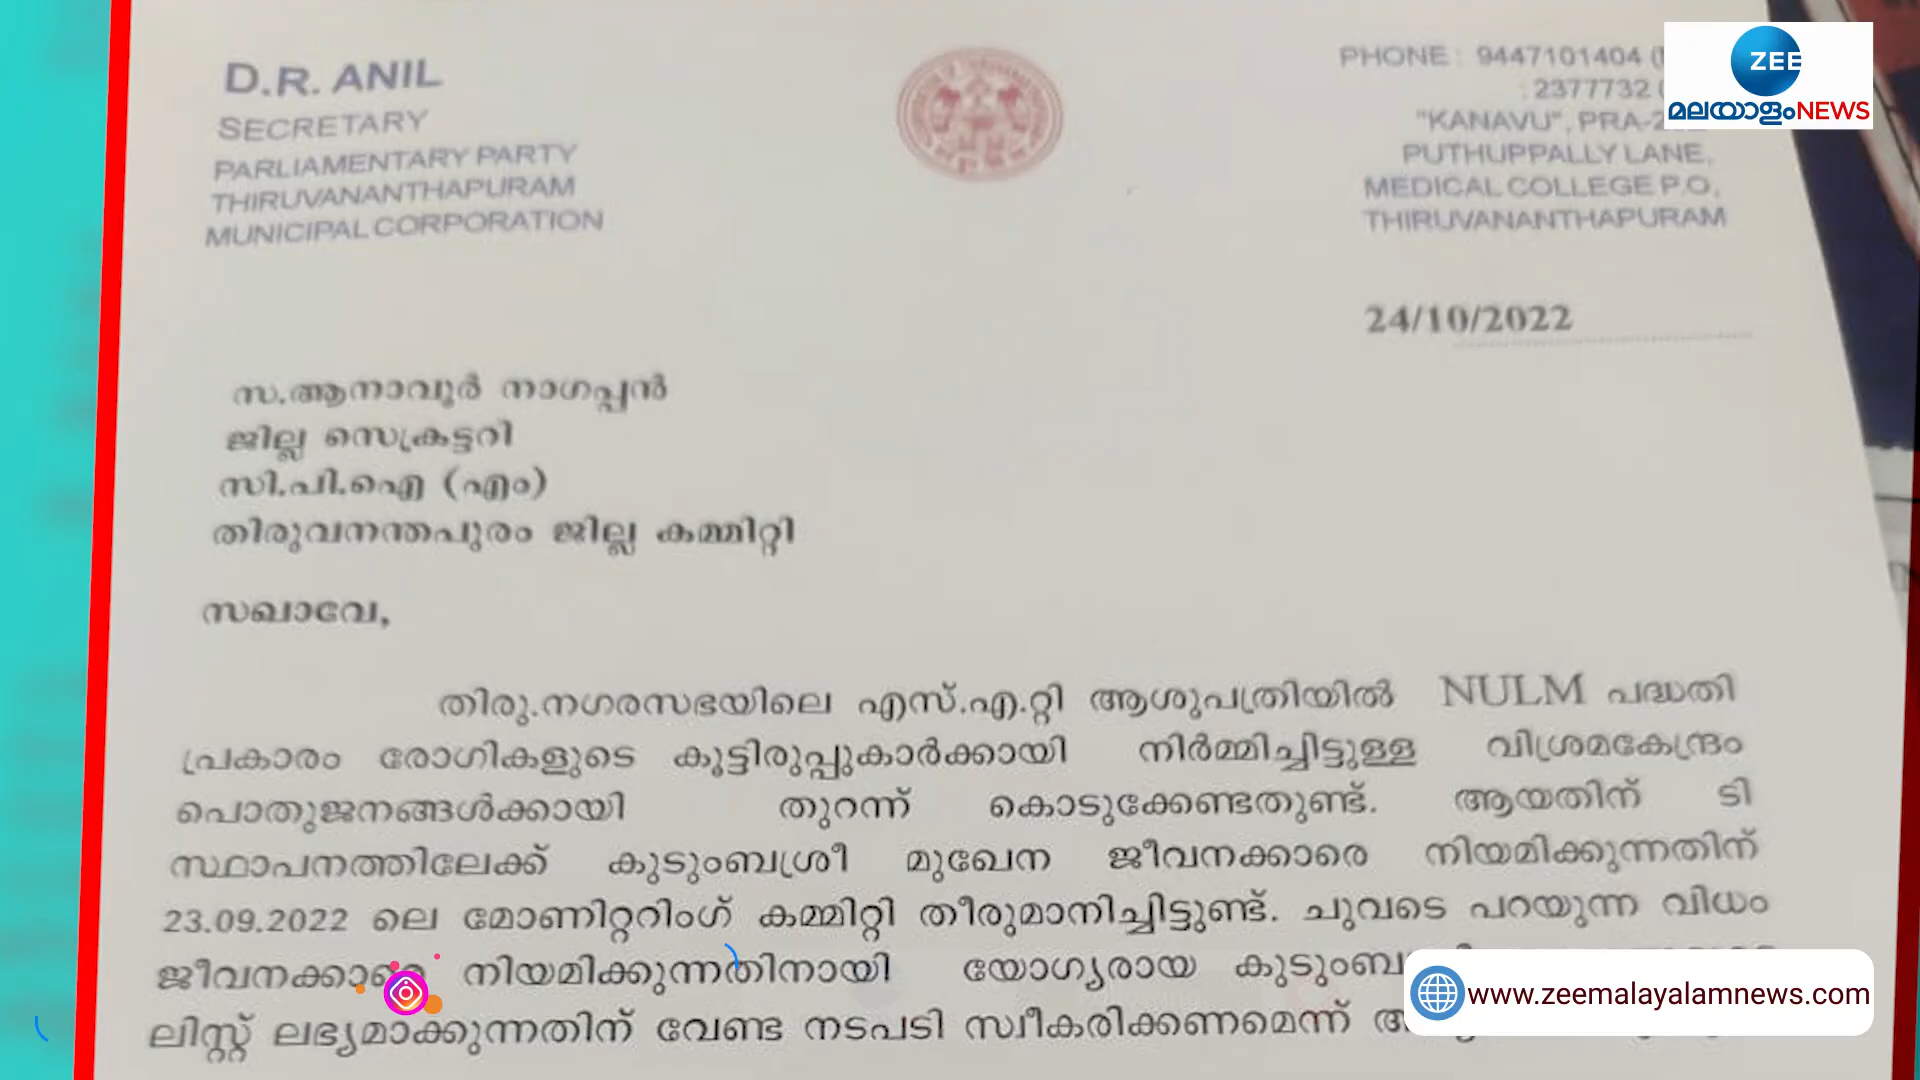 D.R. ANIL
SECRETARY
PARLIAMENTARY PARTY
THIRUVANANTHAPURAM
MUNICIPAL CORPORATION
PHONE : 9447101404
: 2377732
"KANAVU", PRA-
PUTHUPPALLY LANE,
MEDICAL COLLEGE P.O,
THIRUVANANTHAPURAM
ZEE
മലയാളം NEWS
24/10/2022
സ.ആനാവൂർ നാഗപ്പൻ
ജില്ല സെക്രട്ടറി
സി.പി.ഐ (എം)
തിരുവനന്തപുരം ജില്ല കമ്മിറ്റി
സഖാവേ,
തിരു.നഗരസഭയിലെ എസ്.എ.റ്റി ആശുപത്രിയിൽ NULM പദ്ധതി
പ്രകാരം രോഗികളുടെ കൂട്ടിരുപ്പുകാർക്കായി നിർമ്മിച്ചിട്ടുള്ള വിശ്രമകേന്ദ്രം
പൊതുജനങ്ങൾക്കായി തുറന്ന് കൊടുക്കേണ്ടതുണ്ട്. ആയതിന് ടി
സ്ഥാപനത്തിലേക്ക് കുടുംബശ്രീ മുഖേന ജീവനക്കാരെ നിയമിക്കുന്നതിന്
23.09.2022 ലെ മോണിറ്ററിംഗ് കമ്മിറ്റി തീരുമാനിച്ചിട്ടുണ്ട്. ചുവടെ പറയുന്ന വിധം
ജീവനക്കാരെ നിയമിക്കുന്നതിനായി യോഗ്യരായ
ലിസ്റ്റ് ലഭ്യമാക്കുന്നതിന് വേണ്ട നടപടി സ്വീകരിക്കണമെന്ന്
www.zeemalayalamnews.com